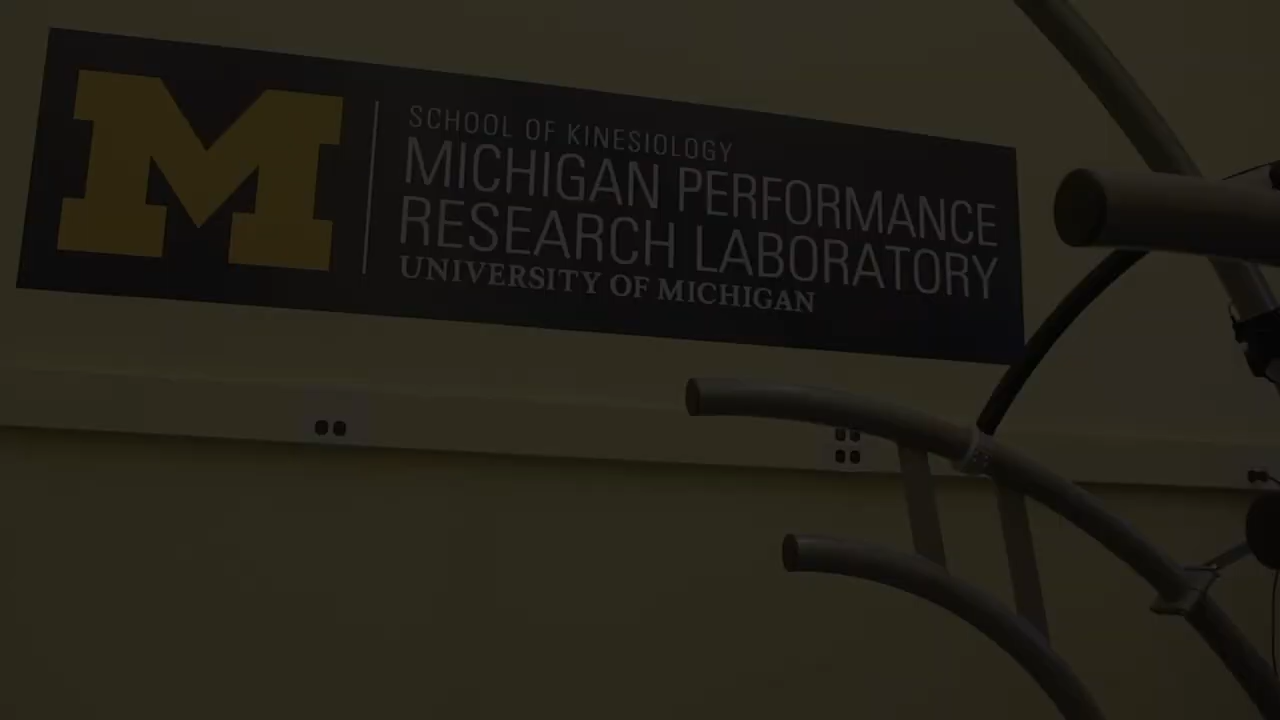 M
SCHOOL OF KINESIOLOGY
MICHIGAN PERFORMANCE
RESEARCH LABORATORY
UNIVERSITY OF MICHIGAN